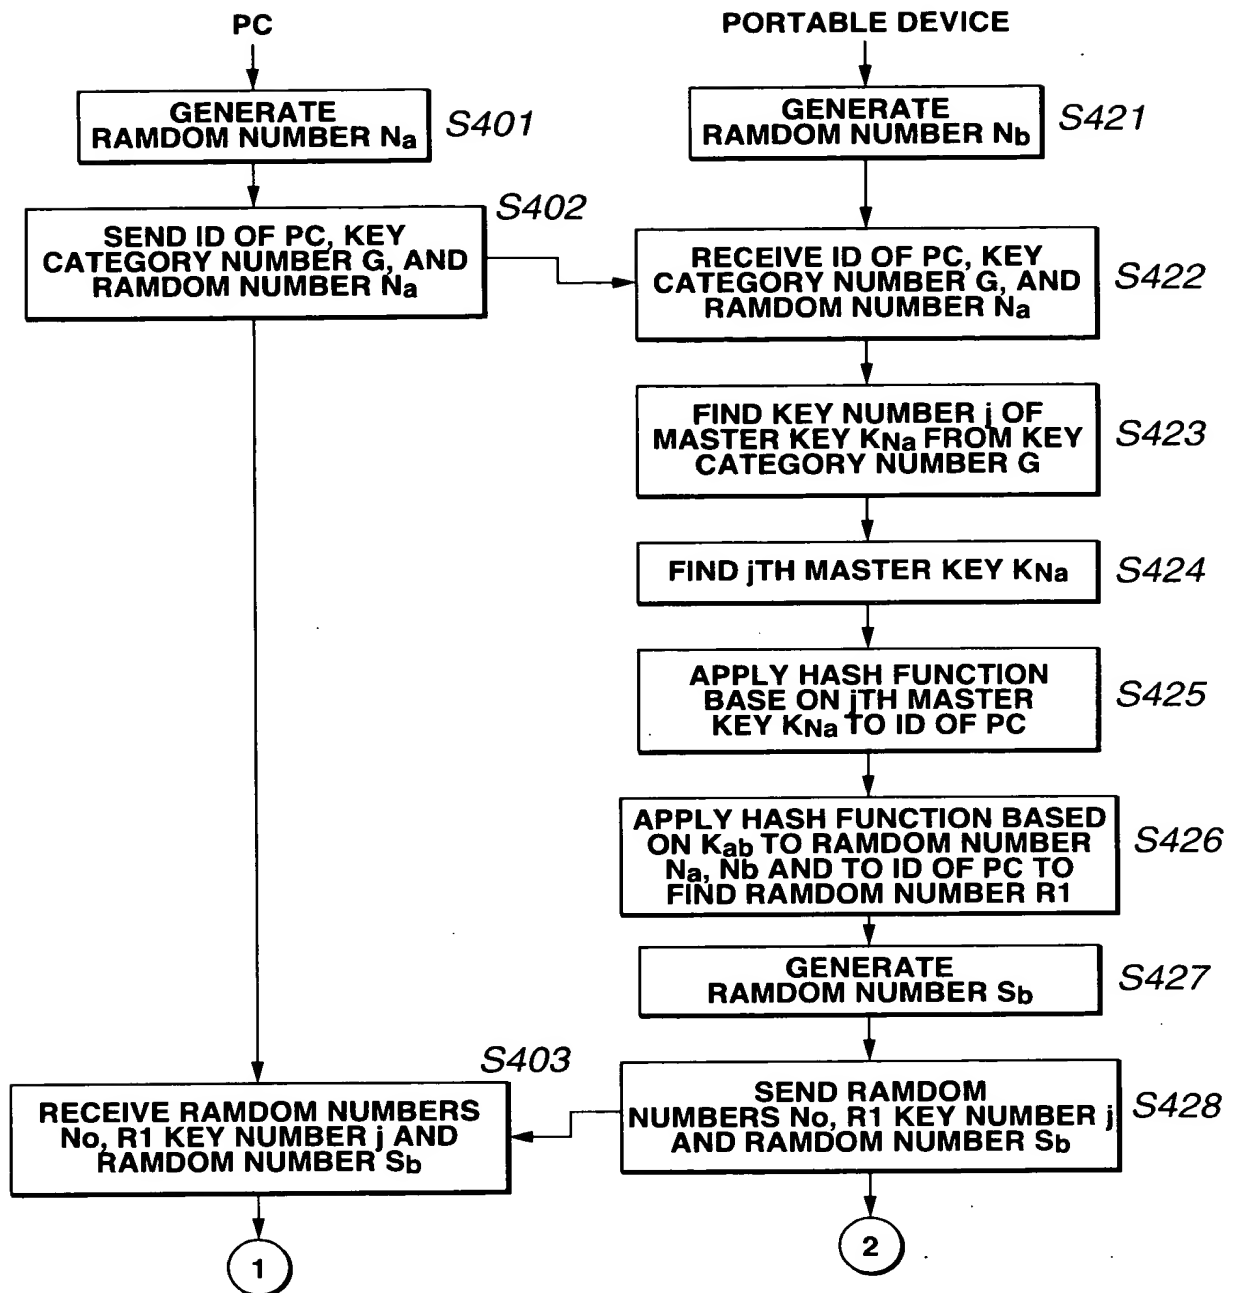 PC
GENERATE
RAMDOM NUMBER Na
S401
SEND ID OF PC, KEY
CATEGORY NUMBER G, AND
RAMDOM NUMBER Na
S402
RECEIVE RAMDOM NUMBERS
No, R1 KEY NUMBER j AND
RAMDOM NUMBER Sb
S403
1
PORTABLE DEVICE
GENERATE
RAMDOM NUMBER Nb
S421
RECEIVE ID OF PC, KEY
CATEGORY NUMBER G, AND
RAMDOM NUMBER Na
S422
FIND KEY NUMBER j OF
MASTER KEY KNa FROM KEY
CATEGORY NUMBER G
S423
FIND jTH MASTER KEY KNa
S424
APPLY HASH FUNCTION
BASE ON jTH MASTER
KEY KNa TO ID OF PC
S425
APPLY HASH FUNCTION BASED
ON Kab TO RAMDOM NUMBER
Na, Nb AND TO ID OF PC TO
FIND RAMDOM NUMBER R1
S426
GENERATE
RAMDOM NUMBER Sb
S427
SEND RAMDOM
NUMBERS No, R1 KEY NUMBER j
AND RAMDOM NUMBER Sb
S428
2